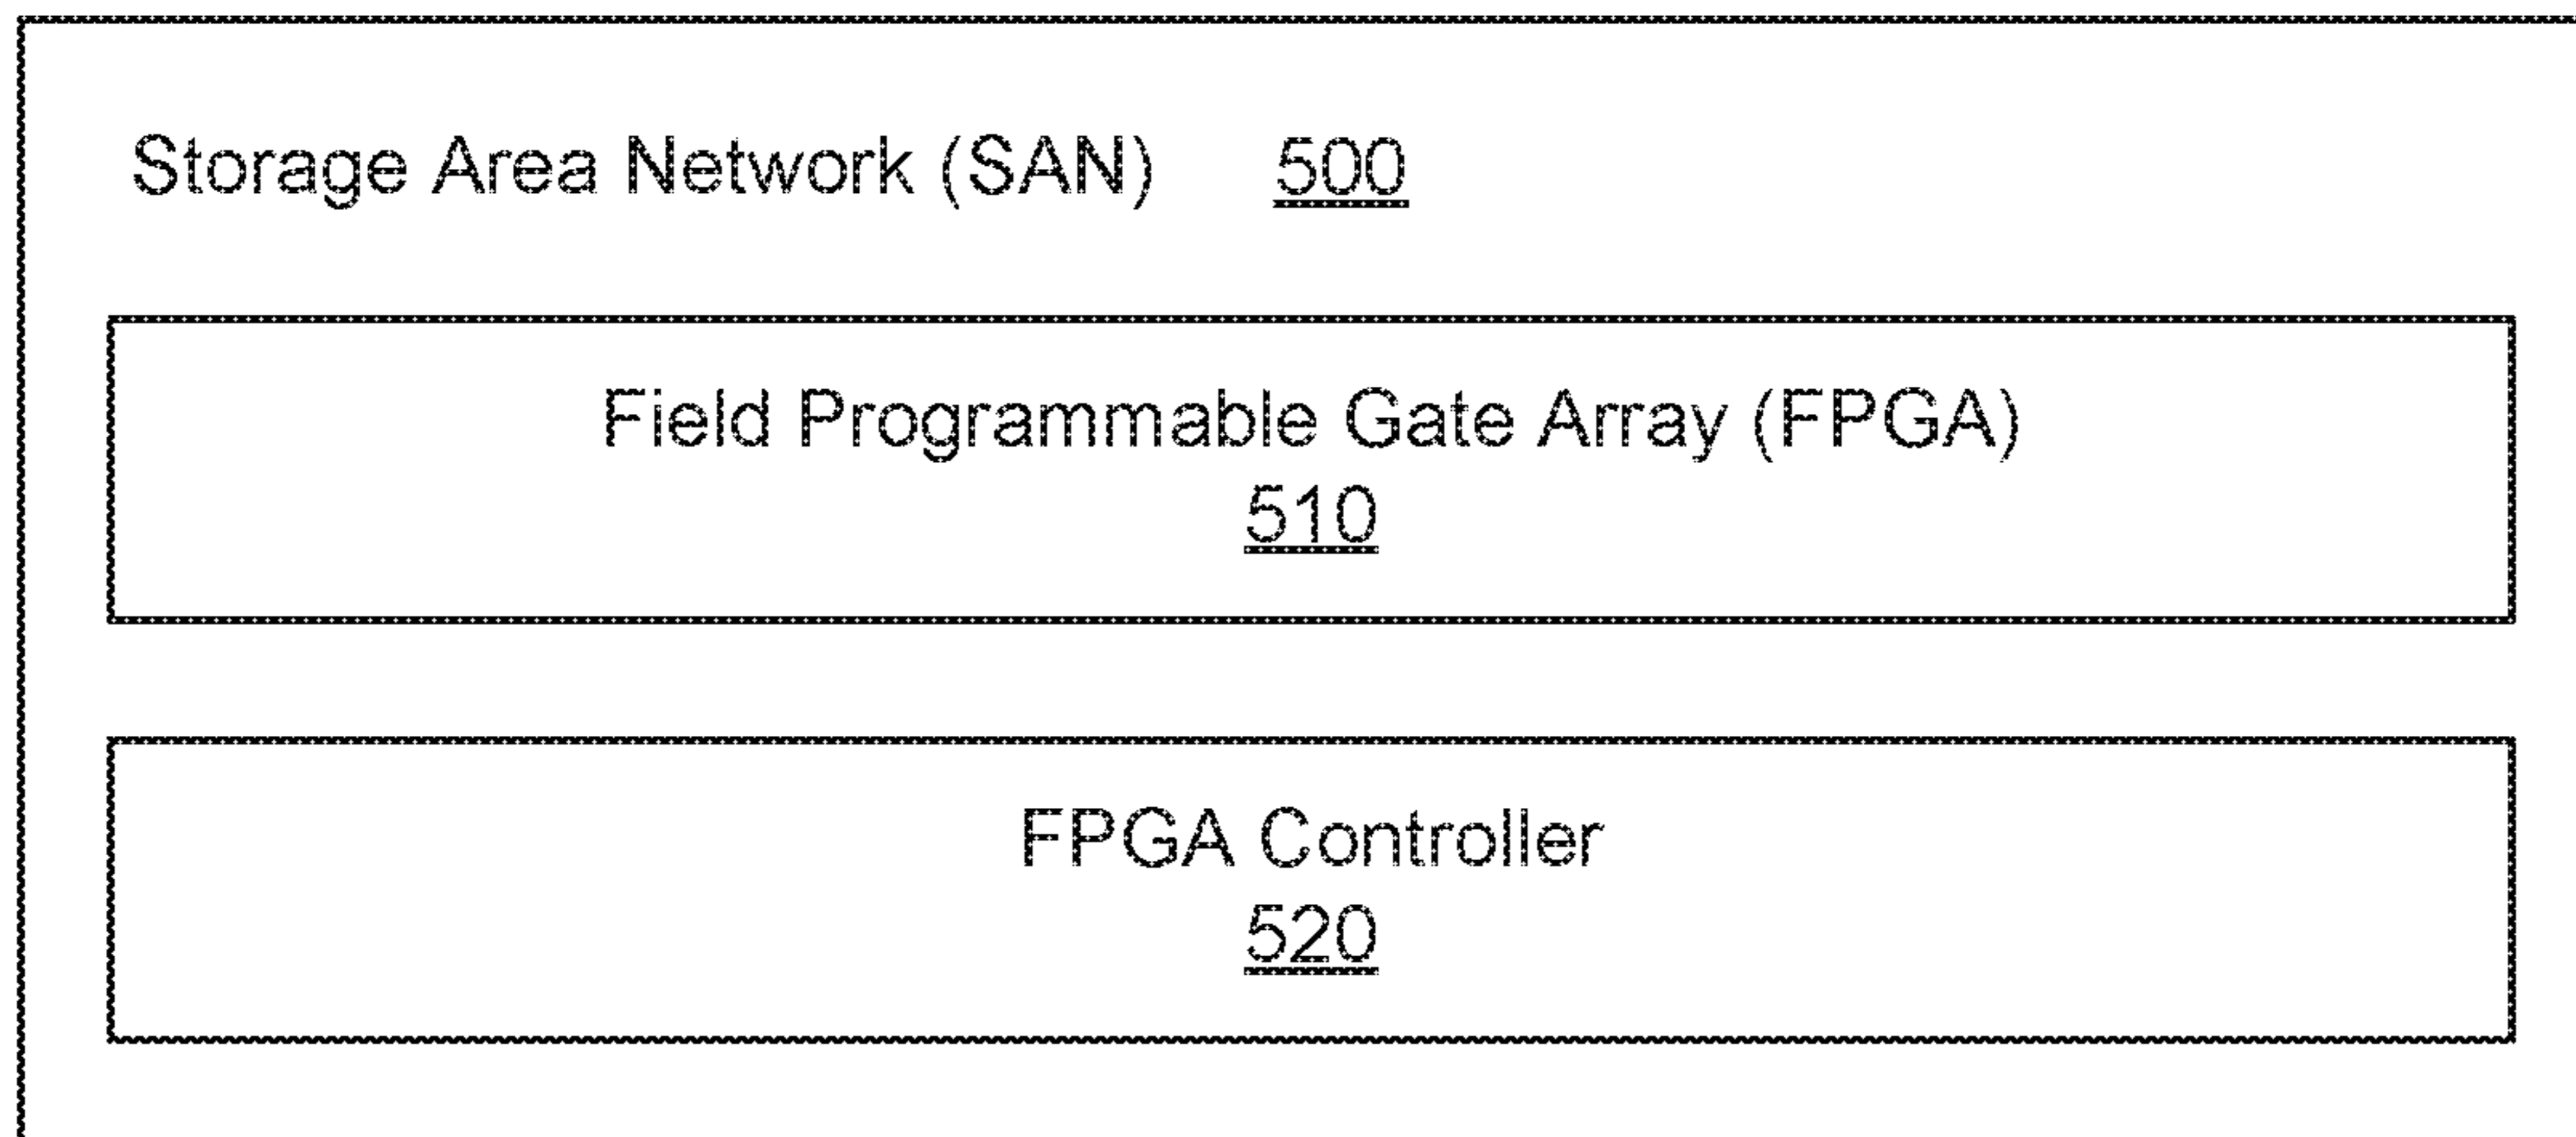 Storage Area Network (SAN) 500
Field Programmable Gate Array (FPGA)
510
FPGA Controller
520